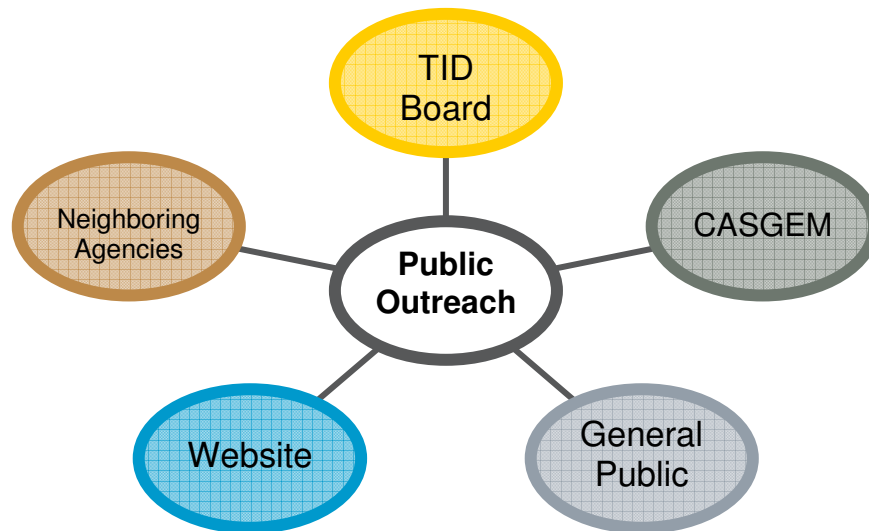 TID
Board
Neighboring
Agencies
CASGEM
Public
Outreach
Website
General
Public